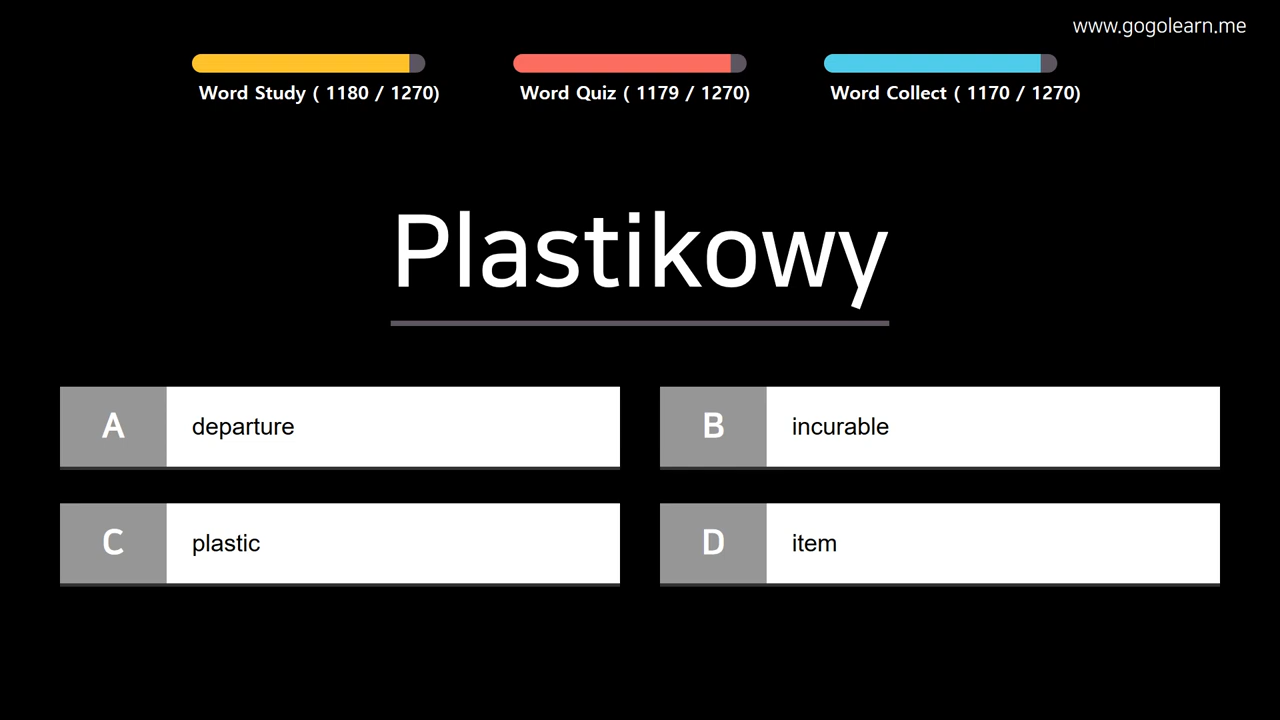 www.gogolearn.me
Word Study ( 1180 / 1270)
Word Quiz ( 1179 / 1270)
Word Collect ( 1170 / 1270)
Plastikowy
A departure
B incurable
C plastic
D item